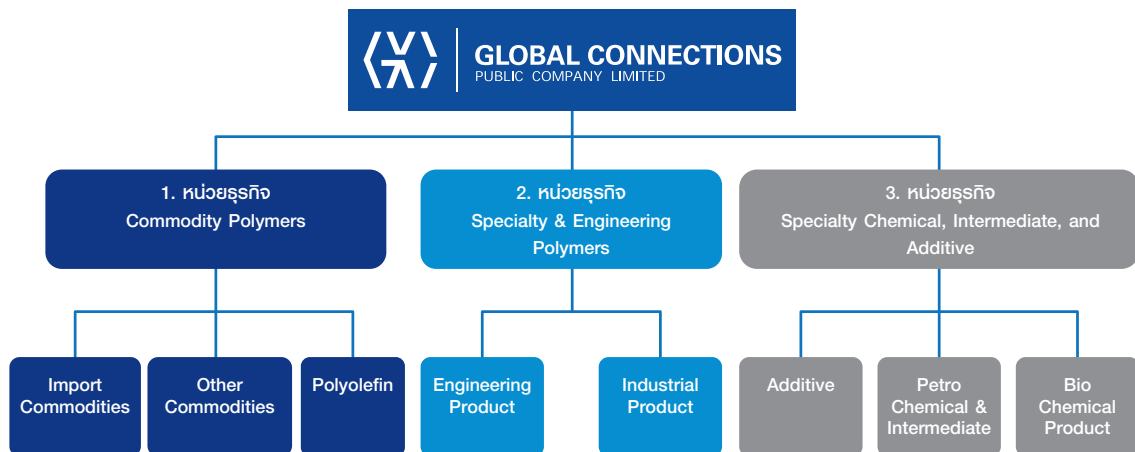 GLOBAL CONNECTIONS
PUBLIC COMPANY LIMITED
1. หน่วยธุรกิจ
Commodity Polymers
2. หน่วยธุรกิจ
Specialty & Engineering
Polymers
3. หน่วยธุรกิจ
Specialty Chemical, Intermediate, and
Additive
Import
Commodities
Other
Commodities
Polyolefin
Engineering
Product
Industrial
Product
Additive
Petro
Chemical &
Intermediate
Bio
Chemical
Product